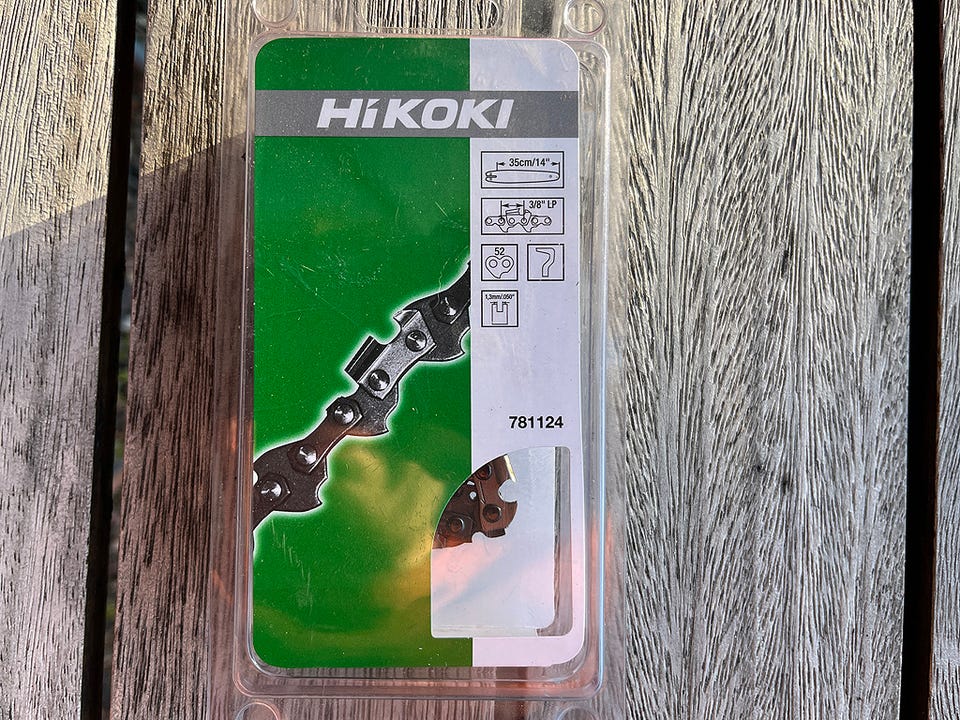 HiKOKI
35cm/14"
3/8" LP
52
1,3mm/.050"
781124